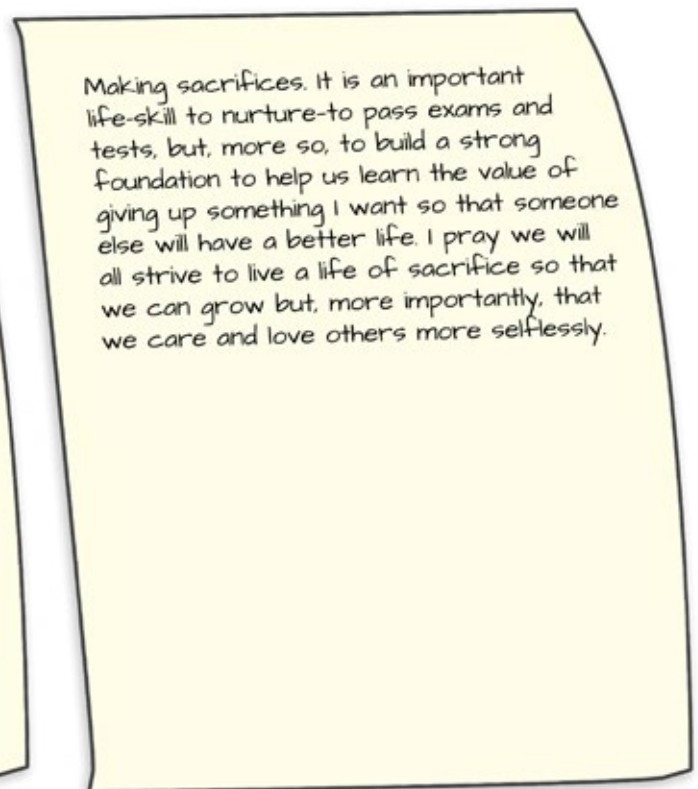 Making sacrifices. It is an important
life-skill to nurture-to pass exams and
tests, but, more so, to build a strong
foundation to help us learn the value of
giving up something I want so that someone
else will have a better life. I pray we will
all strive to live a life of sacrifice so that
we can grow but, more importantly, that
we care and love others more selflessly.